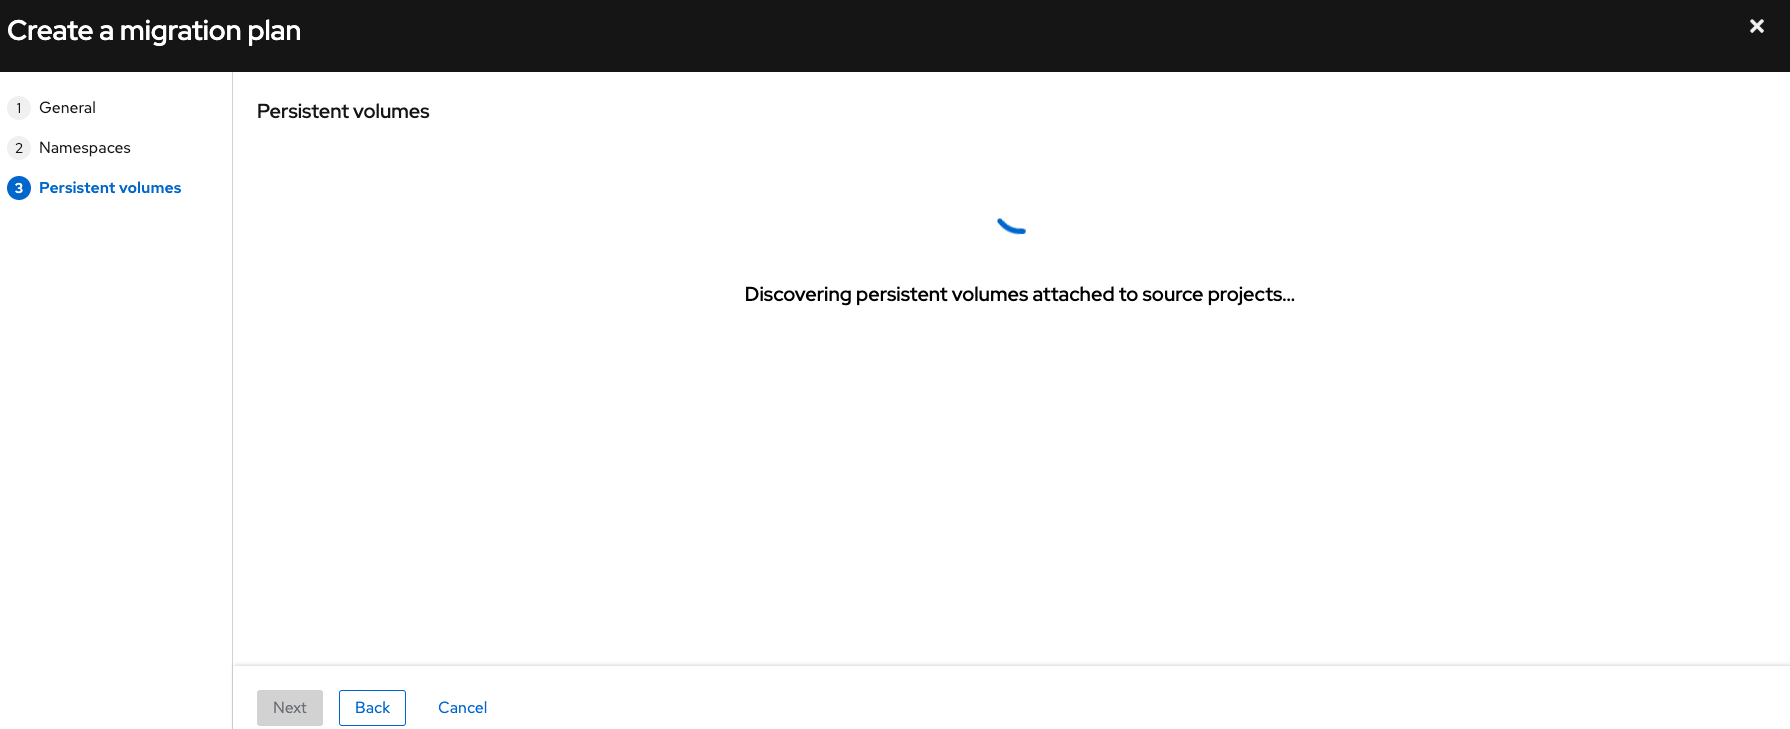 Create a migration plan
1 General
2 Namespaces
3 Persistent volumes
Persistent volumes
Discovering persistent volumes attached to source projects...
Next Back Cancel